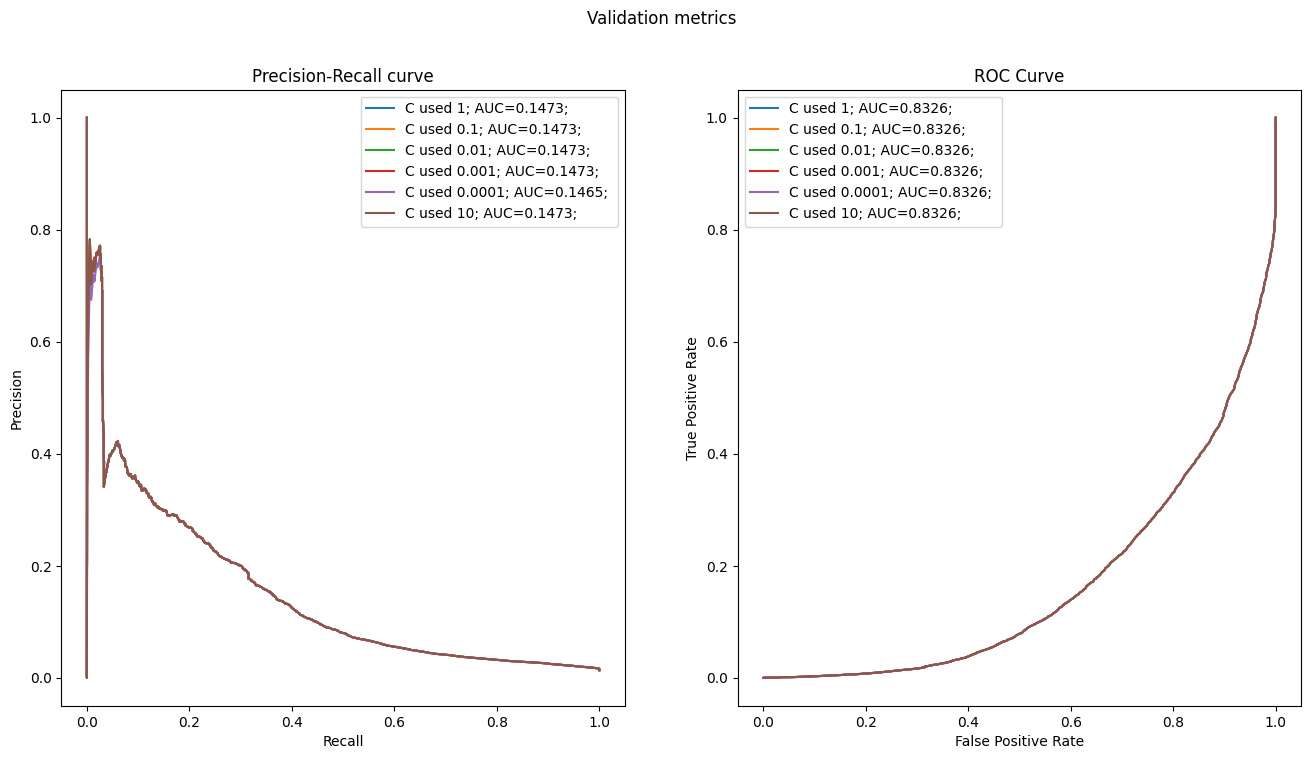 Validation metrics
Precision-Recall curve
C used 1; AUC=0.1473;
C used 0.1; AUC=0.1473;
C used 0.01; AUC=0.1473;
C used 0.001; AUC=0.1473;
C used 0.0001; AUC=0.1465;
C used 10; AUC=0.1473;
1.0
0.8
0.6
0.4
0.2
0.0
Precision
0.0 0.2 0.4 0.6 0.8 1.0
Recall
ROC Curve
C used 1; AUC=0.8326;
C used 0.1; AUC=0.8326;
C used 0.01; AUC=0.8326;
C used 0.001; AUC=0.8326;
C used 0.0001; AUC=0.8326;
C used 10; AUC=0.8326;
1.0
0.8
0.6
0.4
0.2
0.0
True Positive Rate
0.0 0.2 0.4 0.6 0.8 1.0
False Positive Rate